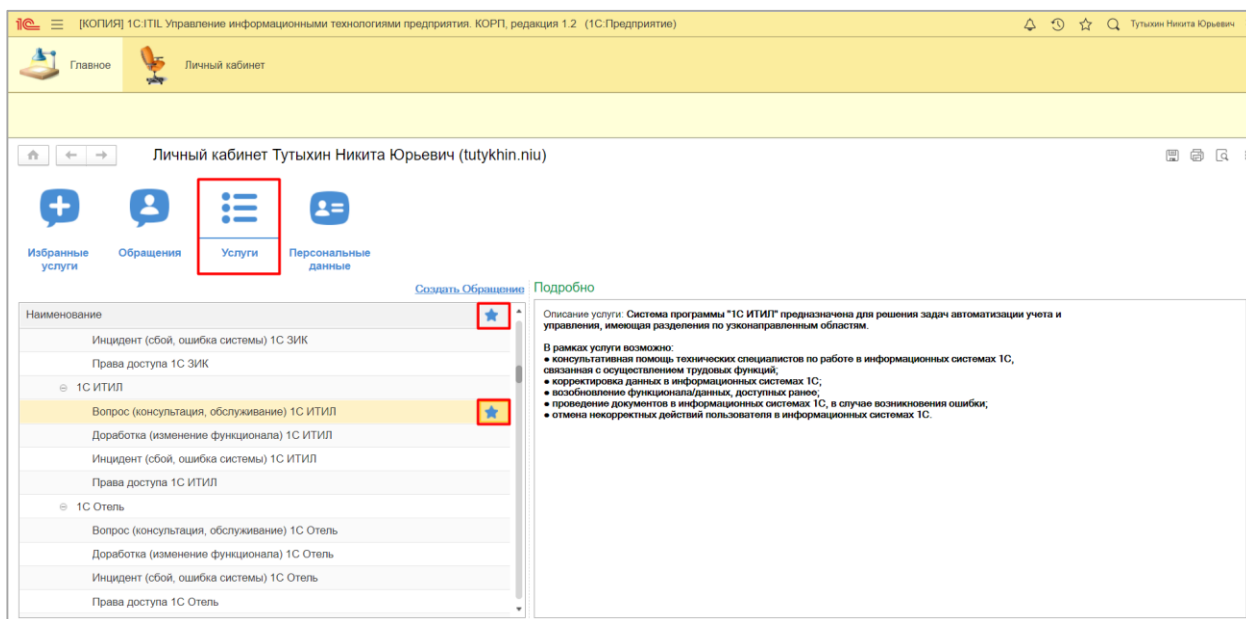 [КОПИЯ] 1C:ITIL Управление информационными технологиями предприятия. КОРП, редакция 1.2 (1С:Предприятие)
Тутыхин Никита Юрьевич
Главное
Личный кабинет
Личный кабинет Тутыхин Никита Юрьевич (tutykhin.niu)
Избранные услуги
Обращения
Услуги
Персональные данные
Создать Обращение
Подробно
Наименование
Инцидент (сбой, ошибка системы) 1С ЗИК
Права доступа 1С ЗИК
1С ИТИЛ
Вопрос (консультация, обслуживание) 1С ИТИЛ
Доработка (изменение функционала) 1С ИТИЛ
Инцидент (сбой, ошибка системы) 1С ИТИЛ
Права доступа 1С ИТИЛ
1С Отель
Вопрос (консультация, обслуживание) 1С Отель
Доработка (изменение функционала) 1С Отель
Инцидент (сбой, ошибка системы) 1С Отель
Права доступа 1С Отель
Описание услуги: Система программы "1С ИТИЛ" предназначена для решения задач автоматизации учета и
управления, имеющая разделения по узконаправленным областям.
В рамках услуги возможно:
● консультативная помощь технических специалистов по работе в информационных системах 1С,
связанная с осуществлением трудовых функций;
● корректировка данных в информационных системах 1С;
● возобновление функционала/данных, доступных ранее;
● проведение документов в информационных системах 1С, в случае возникновения ошибки;
● отмена некорректных действий пользователя в информационных системах 1С.